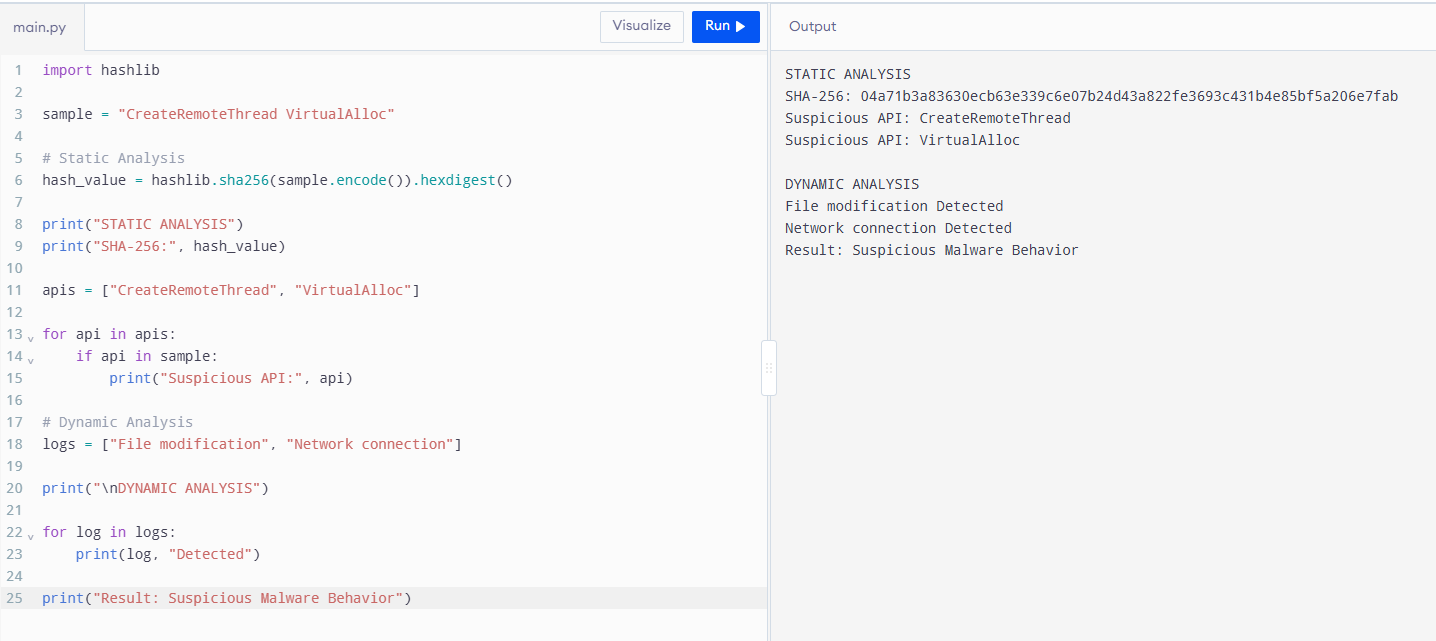 main.py
Visualize
Run
1 import hashlib
2
3 sample = "CreateRemoteThread VirtualAlloc"
4
5 # Static Analysis
6 hash_value = hashlib.sha256(sample.encode()).hexdigest()
7
8 print("STATIC ANALYSIS")
9 print("SHA-256:", hash_value)
10
11 apis = ["CreateRemoteThread", "VirtualAlloc"]
12
13 for api in apis:
14     if api in sample:
15         print("Suspicious API:", api)
16
17 # Dynamic Analysis
18 logs = ["File modification", "Network connection"]
19
20 print("\nDYNAMIC ANALYSIS")
21
22 for log in logs:
23     print(log, "Detected")
24
25 print("Result: Suspicious Malware Behavior")
Output
STATIC ANALYSIS
SHA-256: 04a71b3a83630ecb63e339c6e07b24d43a822fe3693c431b4e85bf5a206e7fab
Suspicious API: CreateRemoteThread
Suspicious API: VirtualAlloc

DYNAMIC ANALYSIS
File modification Detected
Network connection Detected
Result: Suspicious Malware Behavior